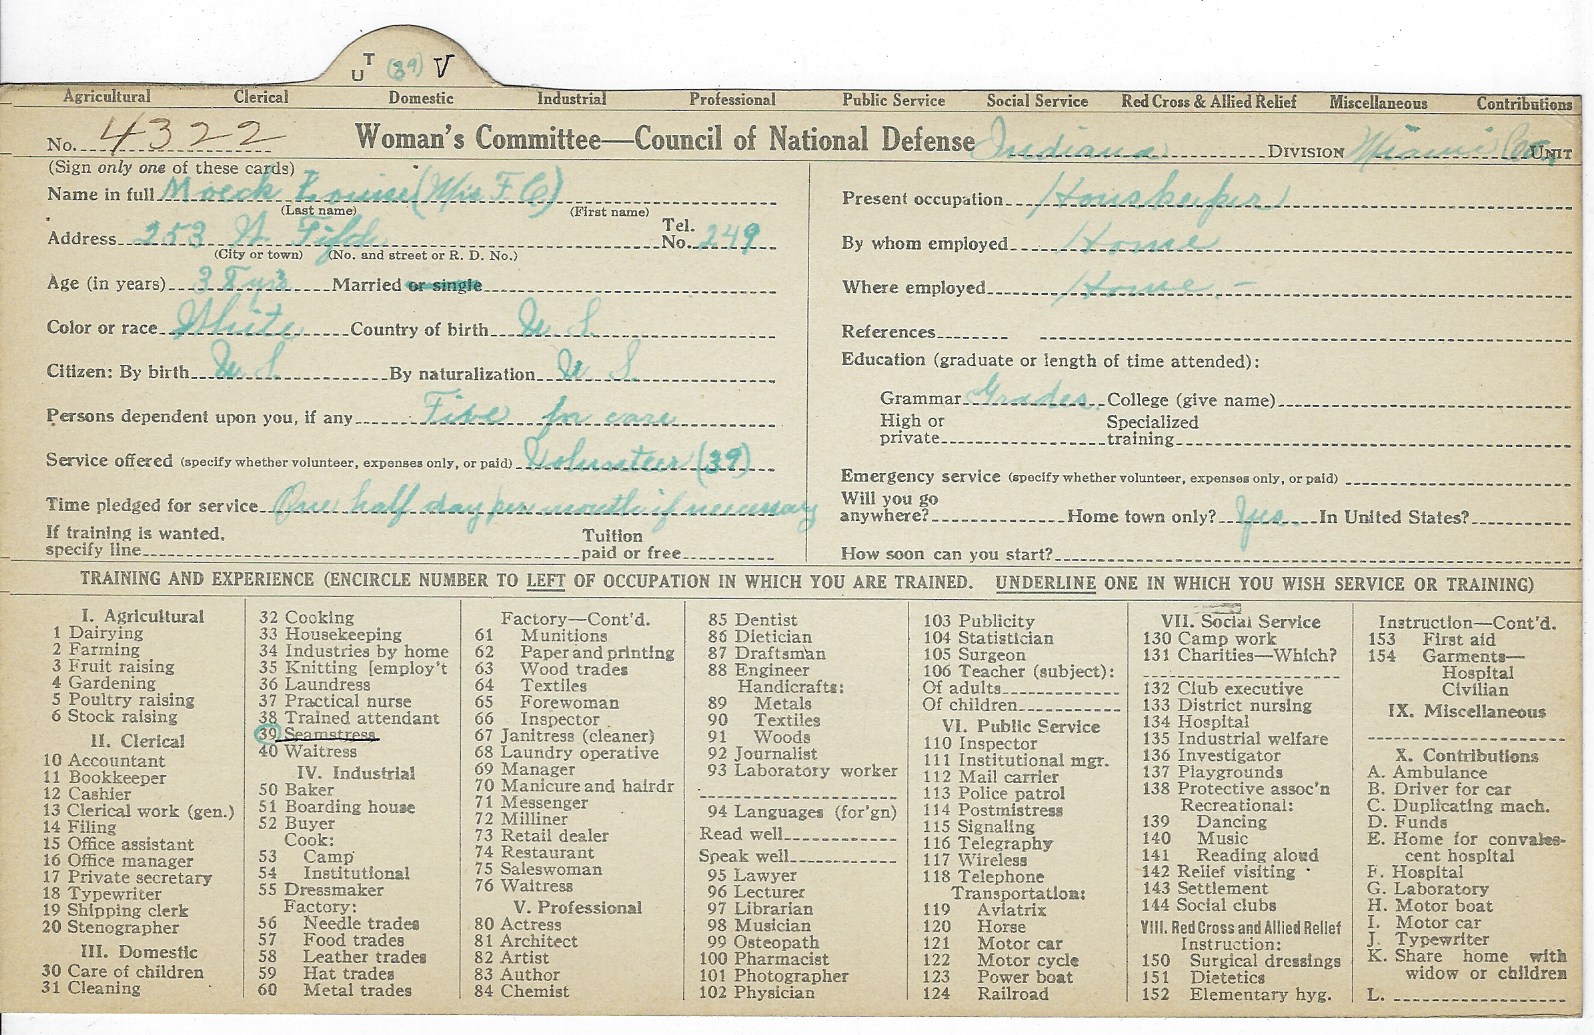 T
U (39) V
Agricultural Clerical Domestic Industrial Professional Public Service Social Service Red Cross & Allied Relief Miscellaneous Contributions
No. 4322 Woman's Committee—Council of National Defense Indiana DIVISION Miami Co. UNIT
(Sign only one of these cards)
Name in full Moeck Louise (Mrs F. C)
(Last name) (First name)
Address 253 W. Fifth Tel. No. 249
(City or town) (No. and street or R. D. No.)
Age (in years) yrs Married or single
Color or race White Country of birth U S.
Citizen: By birth U. S. By naturalization U S.
Persons dependent upon you, if any Five for care
Service offered (specify whether volunteer, expenses only, or paid) Volunteer (39)
Time pledged for service One half day per month if necessary
If training is wanted, specify line Tuition paid or free
Present occupation Houskeeper
By whom employed Home
Where employed Home -
References
Education (graduate or length of time attended):
Grammar Grades. College (give name)
High or private Specialized training
Emergency service (specify whether volunteer, expenses only, or paid)
Will you go anywhere? Home town only? Yes In United States?
How soon can you start?
TRAINING AND EXPERIENCE (ENCIRCLE NUMBER TO LEFT OF OCCUPATION IN WHICH YOU ARE TRAINED. UNDERLINE ONE IN WHICH YOU WISH SERVICE OR TRAINING)
I. Agricultural
1 Dairying
2 Farming
3 Fruit raising
4 Gardening
5 Poultry raising
6 Stock raising
II. Clerical
10 Accountant
11 Bookkeeper
12 Cashier
13 Clerical work (gen.)
14 Filing
15 Office assistant
16 Office manager
17 Private secretary
18 Typewriter
19 Shipping clerk
20 Stenographer
III. Domestic
30 Care of children
31 Cleaning
32 Cooking
33 Housekeeping
34 Industries by home
35 Knitting [employ't
36 Laundress
37 Practical nurse
38 Trained attendant
39 Seamstress
40 Waitress
IV. Industrial
50 Baker
51 Boarding house
52 Buyer
Cook:
53 Camp
54 Institutional
55 Dressmaker
Factory:
56 Needle trades
57 Food trades
58 Leather trades
59 Hat trades
60 Metal trades
Factory—Cont'd.
61 Munitions
62 Paper and printing
63 Wood trades
64 Textiles
65 Forewoman
66 Inspector
67 Janitress (cleaner)
68 Laundry operative
69 Manager
70 Manicure and hairdr
71 Messenger
72 Milliner
73 Retail dealer
74 Restaurant
75 Saleswoman
76 Waitress
V. Professional
80 Actress
81 Architect
82 Artist
83 Author
84 Chemist
85 Dentist
86 Dietician
87 Draftsman
88 Engineer
Handicrafts:
89 Metals
90 Textiles
91 Woods
92 Journalist
93 Laboratory worker
94 Languages (for'gn)
Read well
Speak well
95 Lawyer
96 Lecturer
97 Librarian
98 Musician
99 Osteopath
100 Pharmacist
101 Photographer
102 Physician
103 Publicity
104 Statistician
105 Surgeon
106 Teacher (subject):
Of adults
Of children
VI. Public Service
110 Inspector
111 Institutional mgr.
112 Mail carrier
113 Police patrol
114 Postmistress
115 Signaling
116 Telegraphy
117 Wireless
118 Telephone
Transportation:
119 Aviatrix
120 Horse
121 Motor car
122 Motor cycle
123 Power boat
124 Railroad
VII. Social Service
130 Camp work
131 Charities—Which?
132 Club executive
133 District nursing
134 Hospital
135 Industrial welfare
136 Investigator
137 Playgrounds
138 Protective assoc'n
Recreational:
139 Dancing
140 Music
141 Reading aloud
142 Relief visiting
143 Settlement
144 Social clubs
VIII. Red Cross and Allied Relief
Instruction:
150 Surgical dressings
151 Dietetics
152 Elementary hyg.
Instruction—Cont'd.
153 First aid
154 Garments—
Hospital
Civilian
IX. Miscellaneous
X. Contributions
A. Ambulance
B. Driver for car
C. Duplicating mach.
D. Funds
E. Home for convales-
cent hospital
F. Hospital
G. Laboratory
H. Motor boat
I. Motor car
J. Typewriter
K. Share home with
widow or children
L.